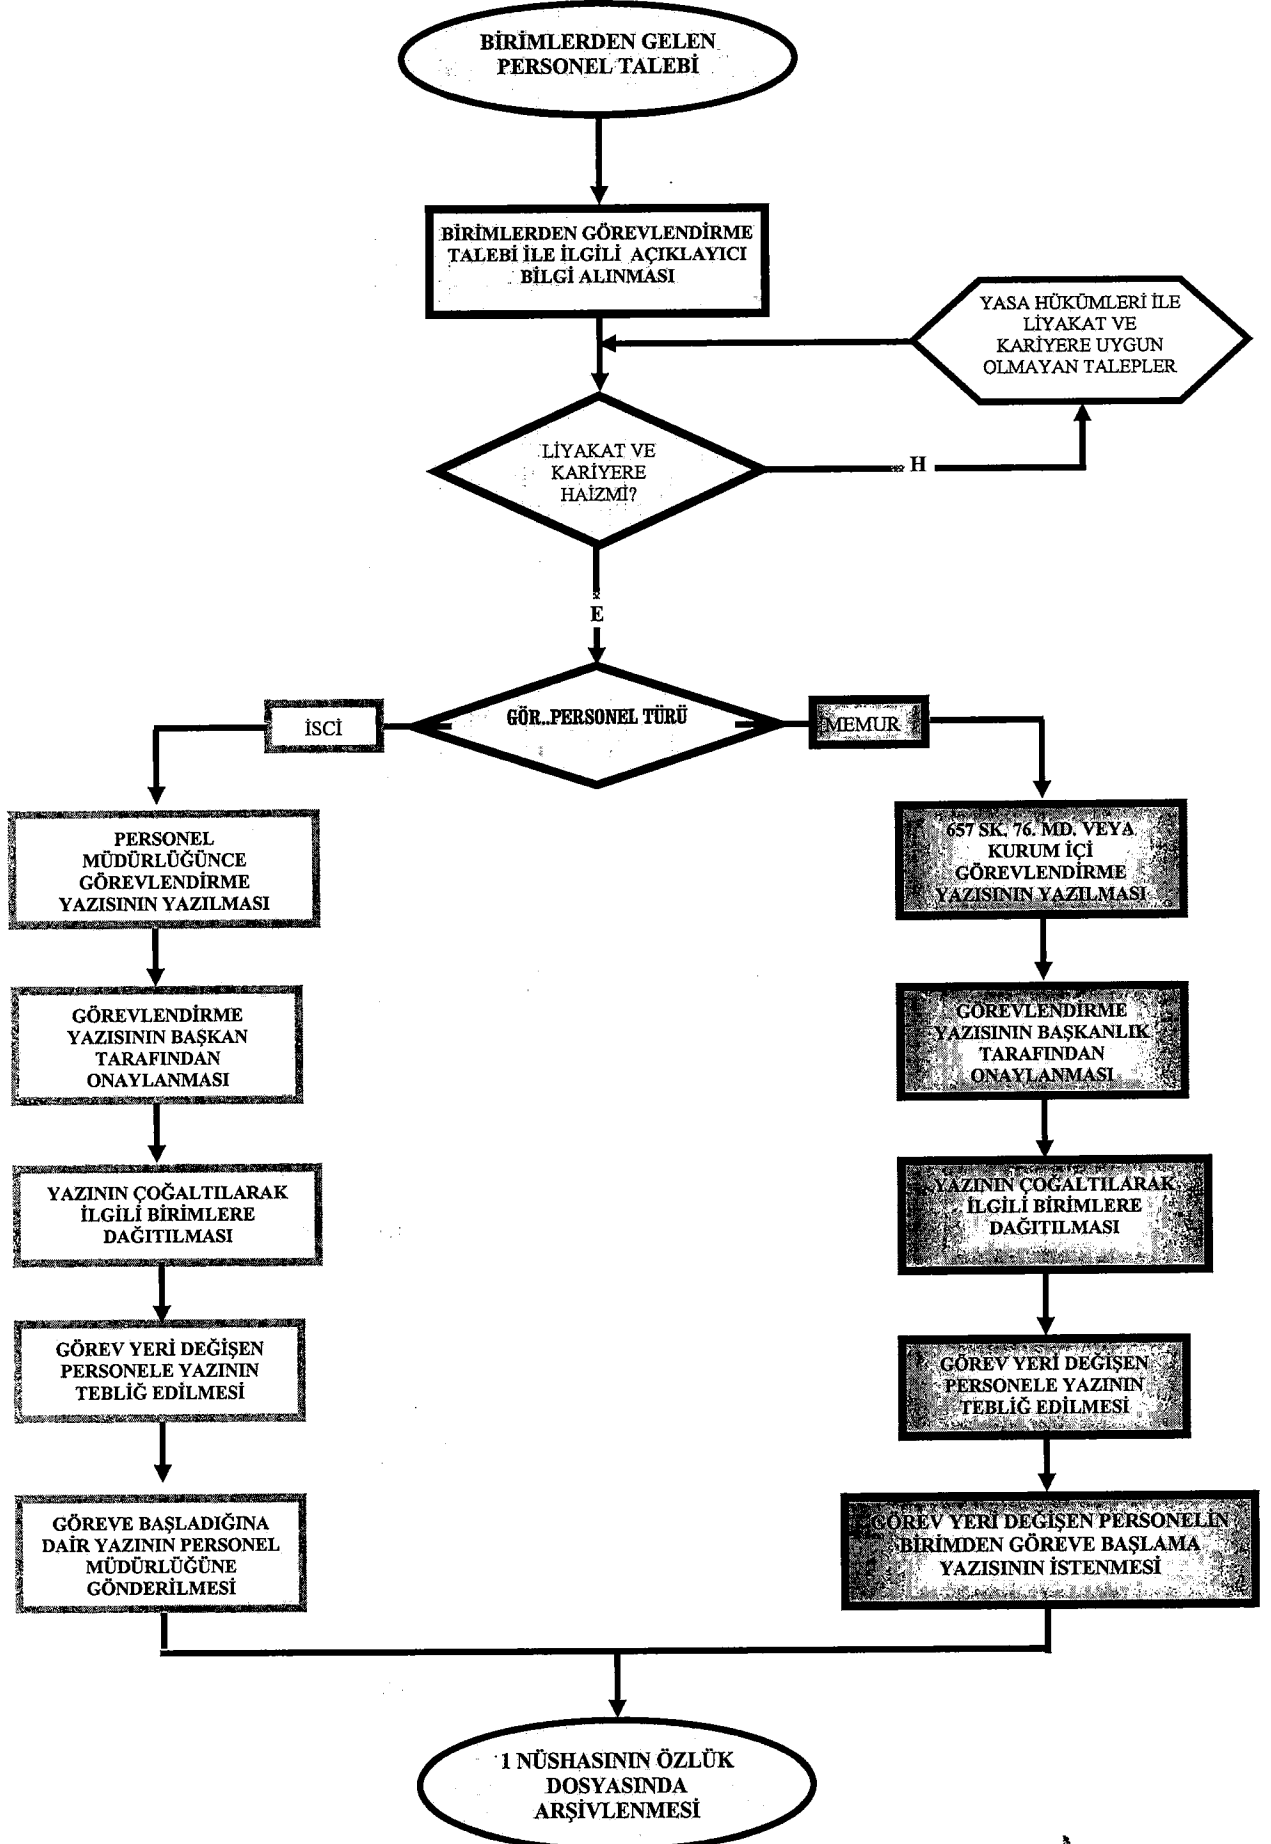 BİRİMLERDEN GELEN
PERSONEL TALEBİ
BİRİMLERDEN GÖREVLENDİRME
TALEBİ İLE İLGİLİ AÇIKLAYICI
BİLGİ ALINMASI
YASA HÜKÜMLERİ İLE
LİYAKAT VE
KARİYERE UYGUN
OLMAYAN TALEPLER
LİYAKAT VE
KARİYERE
HAİZMİ?
H
E
GÖR..PERSONEL TÜRÜ
İSCİ
MEMUR
PERSONEL
MÜDÜRLÜĞÜNCE
GÖREVLENDİRME
YAZISININ YAZILMASI
GÖREVLENDİRME
YAZISININ BAŞKAN
TARAFINDAN
ONAYLANMASI
YAZININ ÇOĞALTILARAK
İLGİLİ BİRİMLERE
DAĞITILMASI
GÖREV YERİ DEĞİŞEN
PERSONELE YAZININ
TEBLİĞ EDİLMESİ
GÖREVE BAŞLADIĞINA
DAİR YAZININ PERSONEL
MÜDÜRLÜĞÜNE
GÖNDERİLMESİ
657 SK. 76. MD. VEYA
KURUM İÇİ
GÖREVLENDİRME
YAZISININ YAZILMASI
GÖREVLENDİRME
YAZISININ BAŞKANLIK
TARAFINDAN
ONAYLANMASI
YAZININ ÇOĞALTILARAK
İLGİLİ BİRİMLERE
DAĞITILMASI
GÖREV YERİ DEĞİŞEN
PERSONELE YAZININ
TEBLİĞ EDİLMESİ
GÖREV YERİ DEĞİŞEN PERSONELİN
BİRİMDEN GÖREVE BAŞLAMA
YAZISININ İSTENMESİ
1 NÜSHASININ ÖZLÜK
DOSYASINDA
ARŞİVLENMESİ